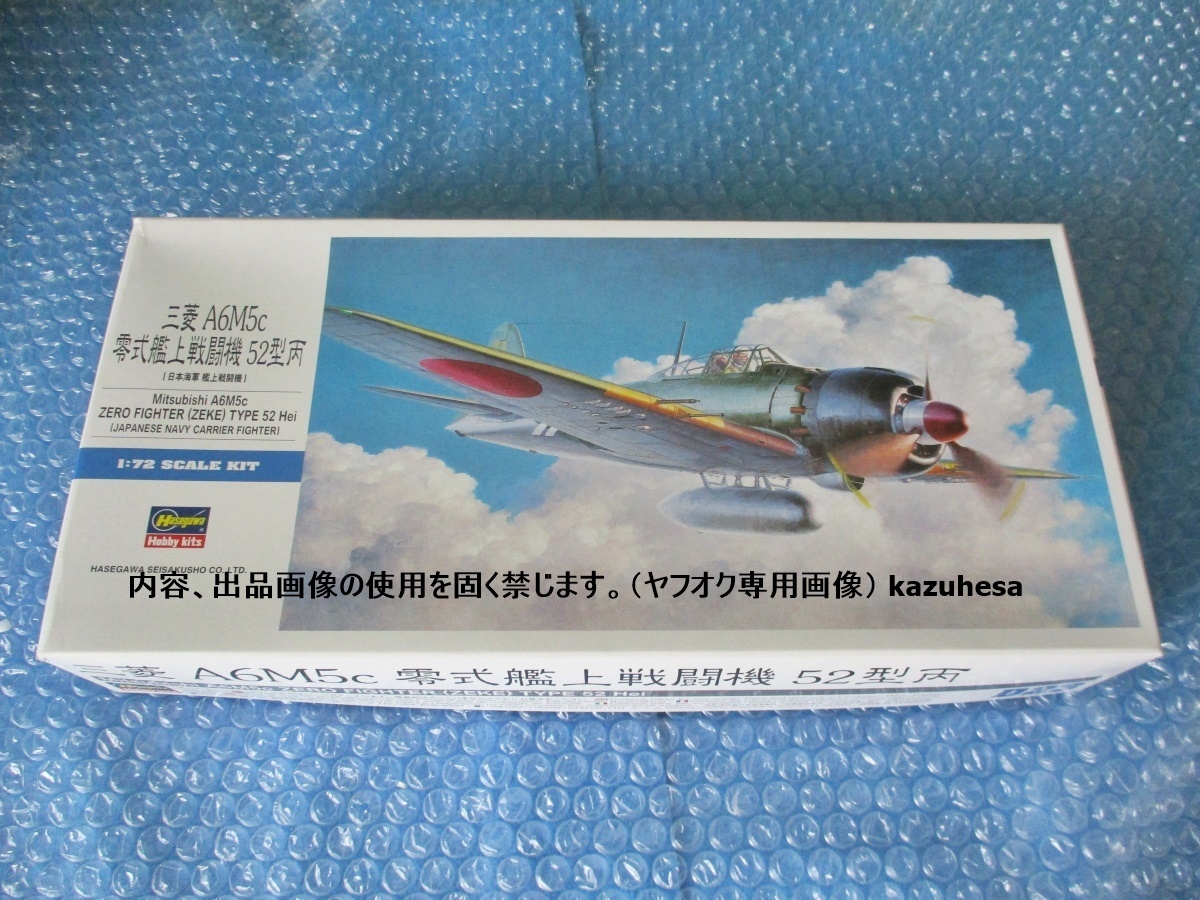 三菱 A6M5c
零式艦上戦闘機 52型丙
(日本海軍 艦上戦闘機)
Mitsubishi A6M5c
ZERO FIGHTER (ZEKE) TYPE 52 Hei
(JAPANESE NAVY CARRIER FIGHTER)
1:72 SCALE KIT
Hasegawa
Hobby kits
HASEGAWA SEISAKUSHO CO., LTD.
内容、出品画像の使用を固く禁じます。(ヤフオク専用画像) kazuhesa
三菱 A6M5c 零式艦上戦闘機 52型丙
ZERO FIGHTER (ZEKE) TYPE 52 Hei